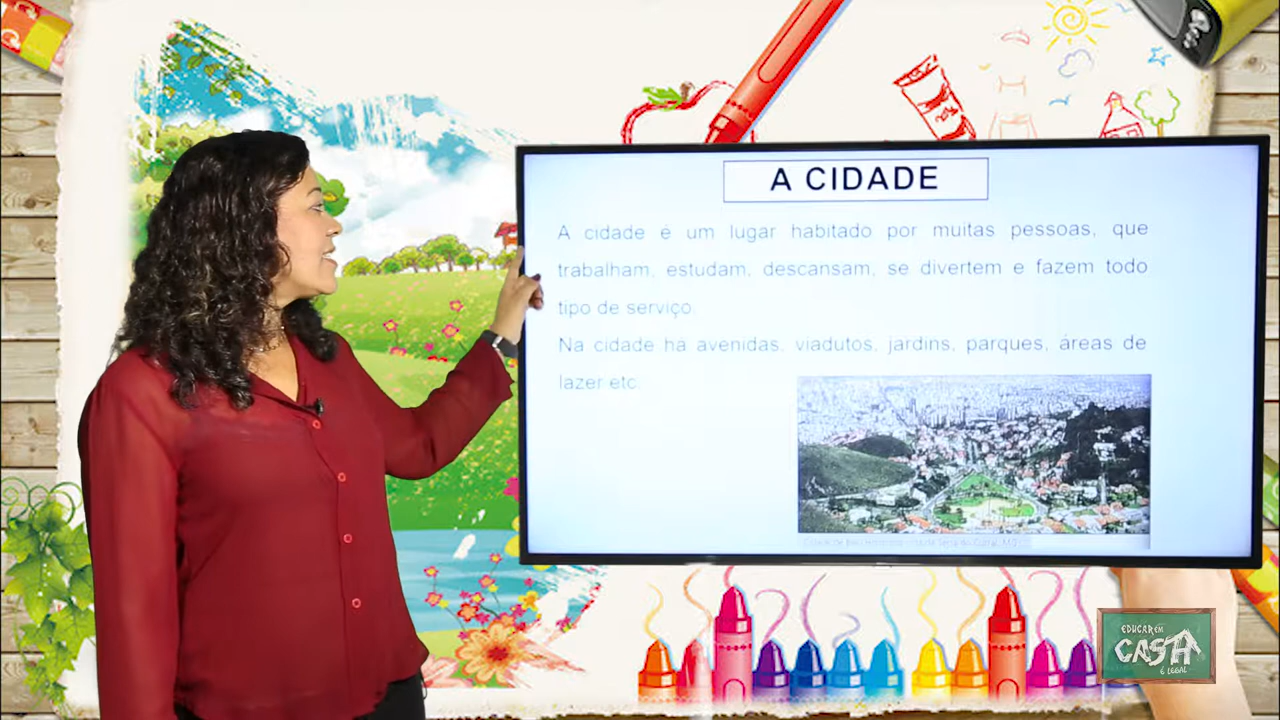 A CIDADE
A cidade é um lugar habitado por muitas pessoas, que
trabalham, estudam, descansam, se divertem e fazem todo
tipo de serviço.
Na cidade há avenidas, viadutos, jardins, parques, áreas de
lazer etc.
EDUCAR EM
CASA
É LEGAL